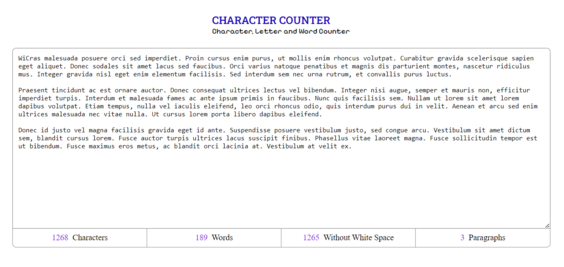 CHARACTER COUNTER
Character, Letter and Word Counter
WiCras malesuada posuere orci sed imperdiet. Proin cursus enim purus, ut mollis enim rhoncus volutpat. Curabitur gravida scelerisque sapien
eget aliquet. Donec sodales sit amet lacus sed faucibus. Orci varius natoque penatibus et magnis dis parturient montes, nascetur ridiculus
mus. Integer gravida nisl eget enim elementum facilisis. Sed interdum sem nec urna rutrum, et convallis purus luctus.
Praesent tincidunt ac est ornare auctor. Donec consequat ultrices lectus vel bibendum. Integer nisi augue, semper et mauris non, efficitur
imperdiet turpis. Interdum et malesuada fames ac ante ipsum primis in faucibus. Nunc quis facilisis sem. Nullam ut lorem sit amet lorem
dapibus volutpat. Etiam tempus, nulla vel iaculis eleifend, leo orci rhoncus odio, quis interdum purus dui in velit. Aenean et arcu sed enim
ultrices malesuada nec vitae nulla. Ut cursus lorem porta libero dapibus eleifend.
Donec id justo vel magna facilisis gravida eget id ante. Suspendisse posuere vestibulum justo, sed congue arcu. Vestibulum sit amet dictum
sem, blandit cursus lorem. Fusce auctor turpis ultrices lacus suscipit finibus. Phasellus vitae laoreet magna. Fusce sollicitudin tempor est
ut bibendum. Fusce maximus eros metus, ac blandit orci lacinia at. Vestibulum at velit ex.
1268 Characters 189 Words 1265 Without White Space 3 Paragraphs